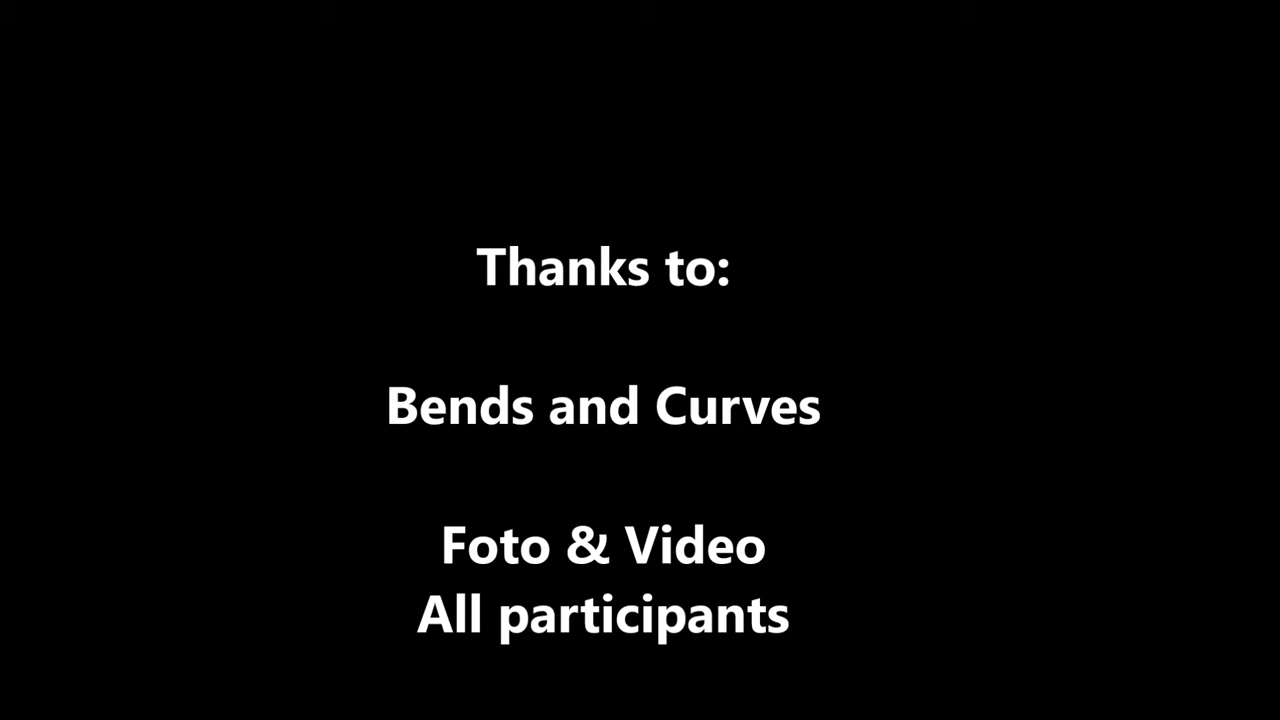 Thanks to:
Bends and Curves
Foto & Video
All participants